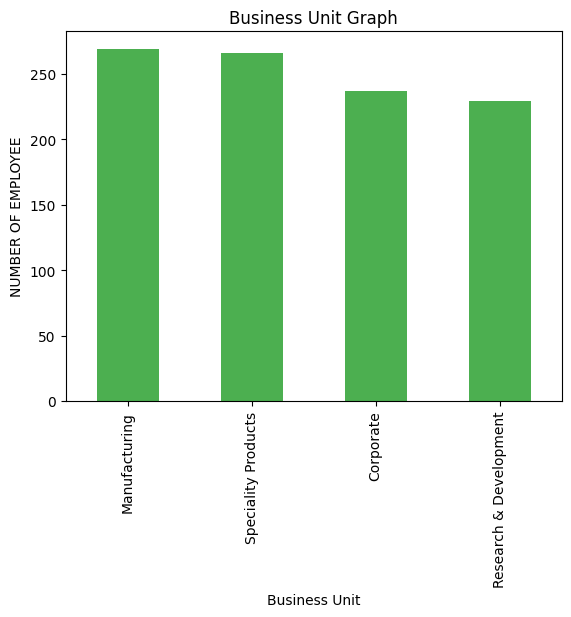 Business Unit Graph
NUMBER OF EMPLOYEE
250
200
150
100
50
0
Manufacturing
Speciality Products
Corporate
Research & Development
Business Unit